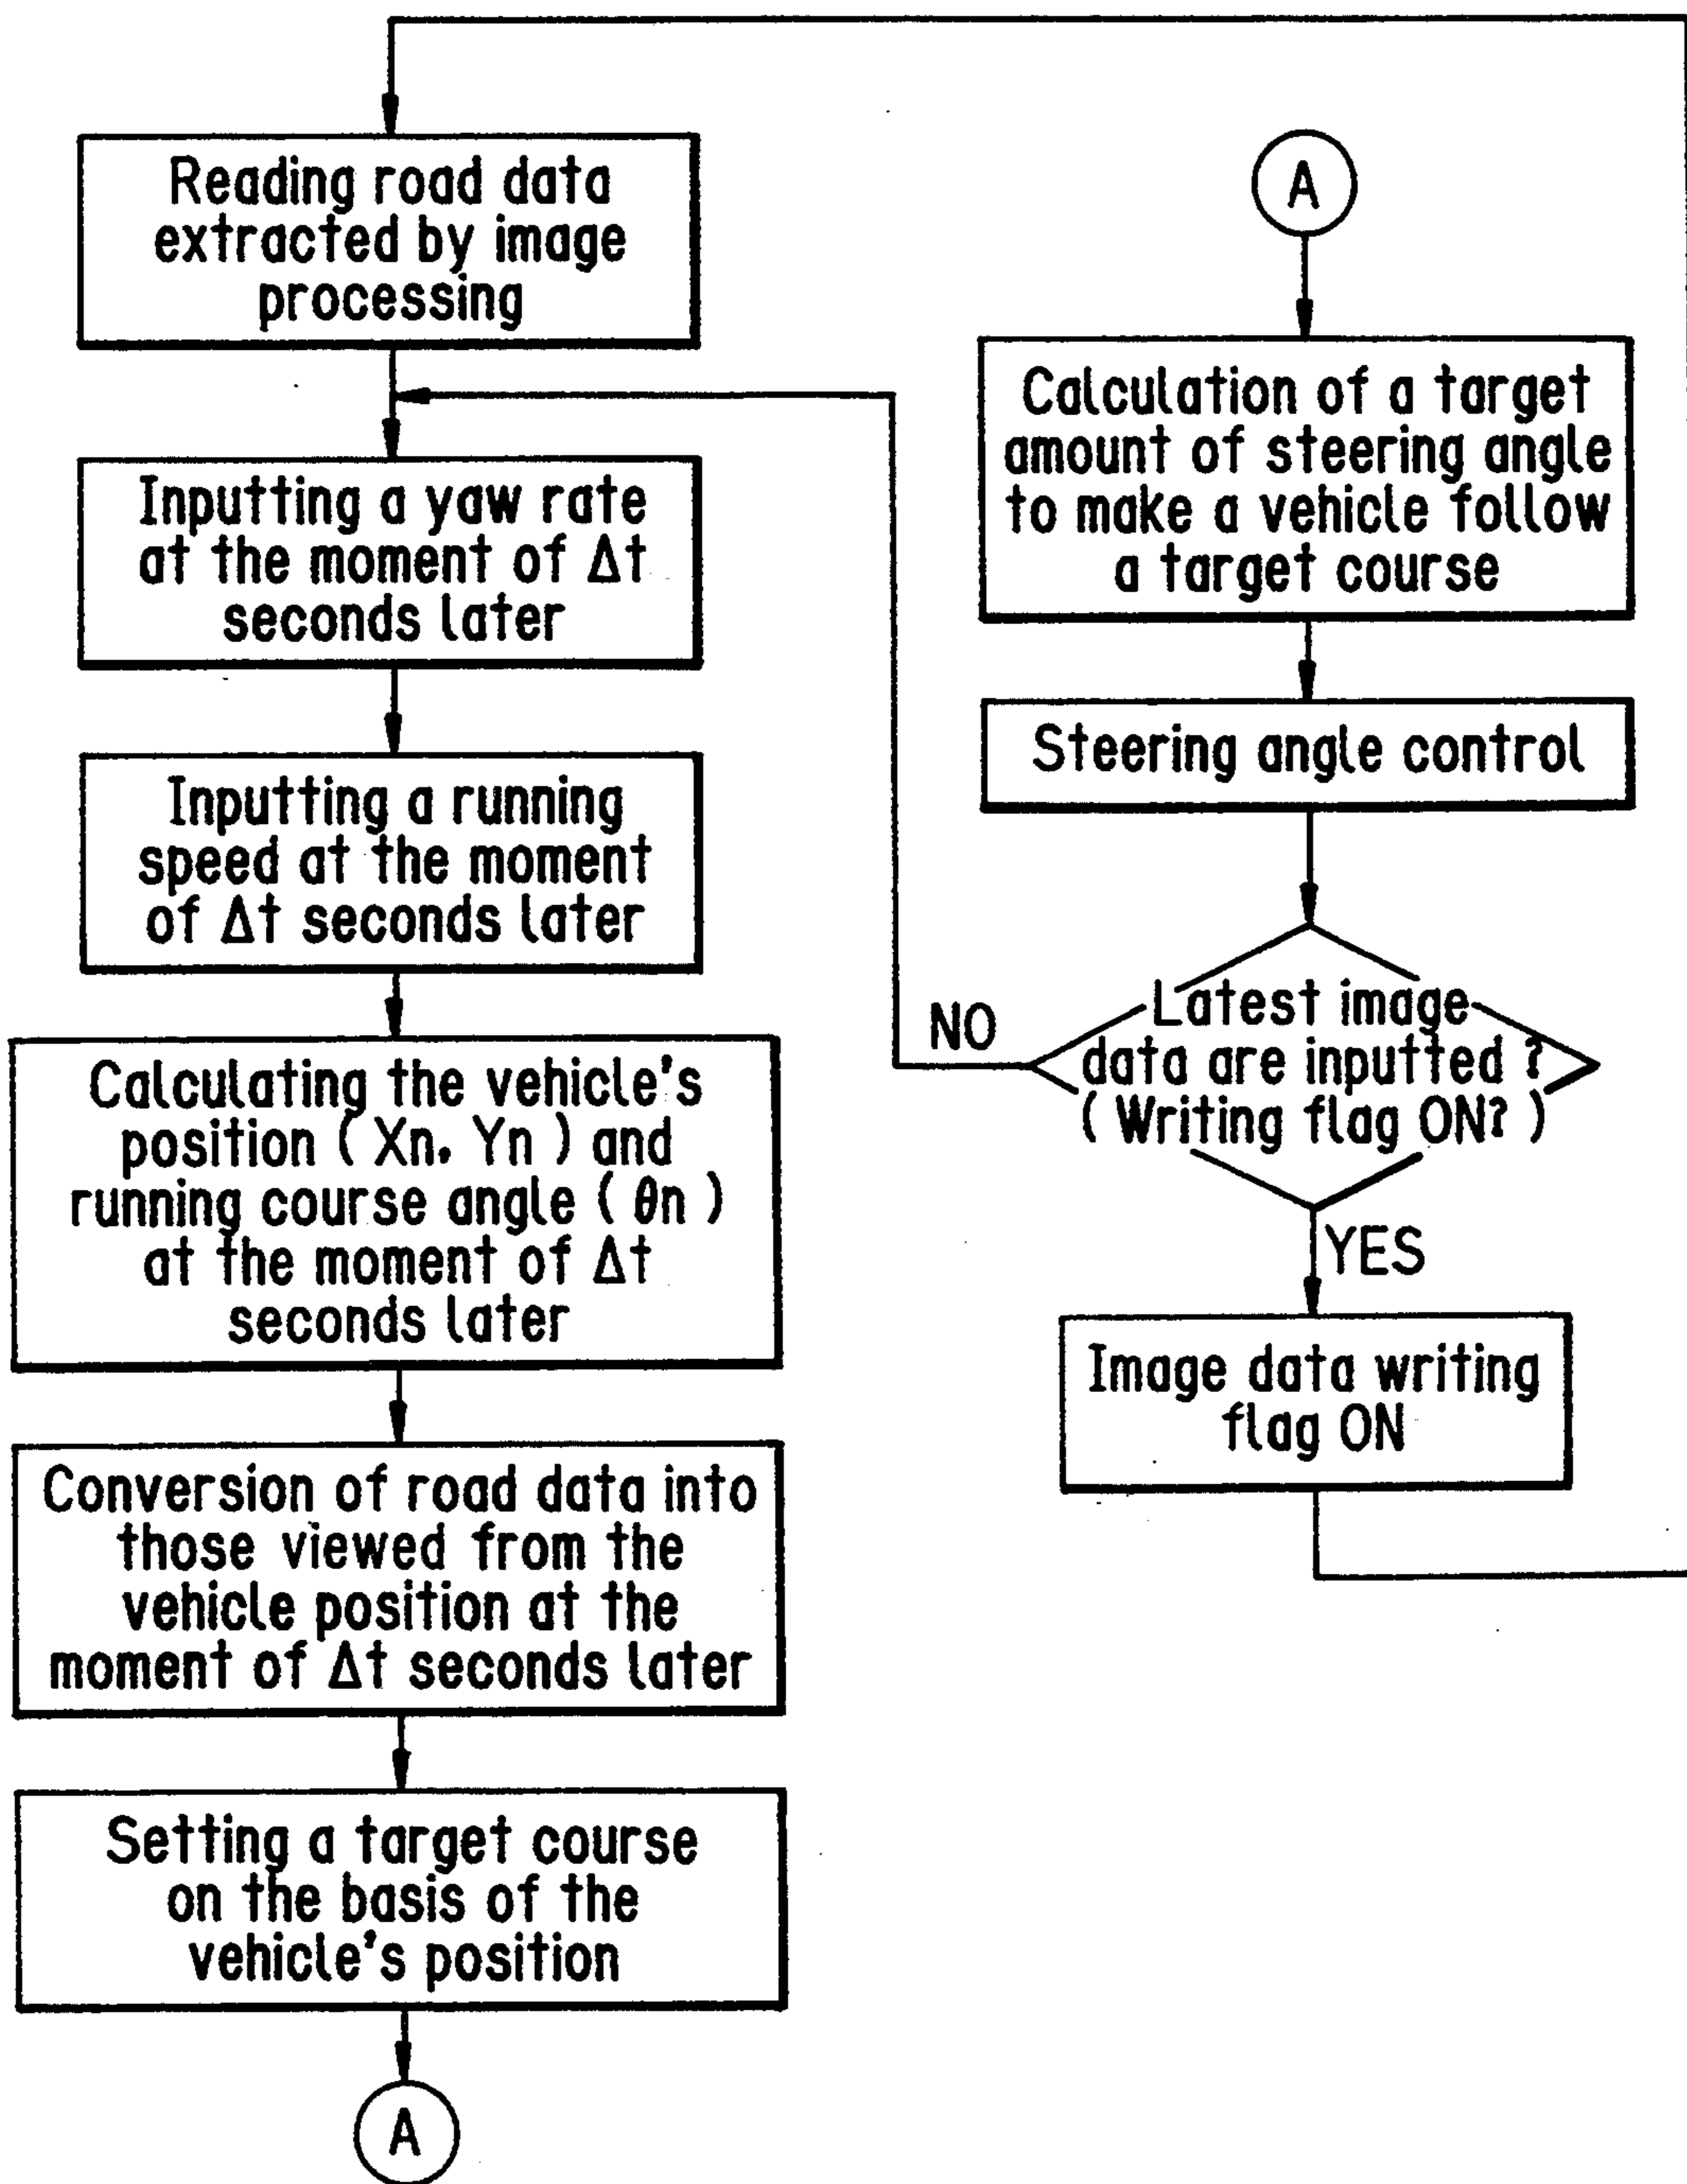 Reading road data
extracted by image
processing
Inputting a yaw rate
at the moment of Δt
seconds later
Inputting a running
speed at the moment
of Δt seconds later
Calculating the vehicle's
position ( Xn, Yn ) and
running course angle ( θn )
at the moment of Δt
seconds later
Conversion of road data into
those viewed from the
vehicle position at the
moment of Δt seconds later
Setting a target course
on the basis of the
vehicle's position
A
A
Calculation of a target
amount of steering angle
to make a vehicle follow
a target course
Steering angle control
Latest image
data are inputted ?
( Writing flag ON? )
NO
YES
Image data writing
flag ON